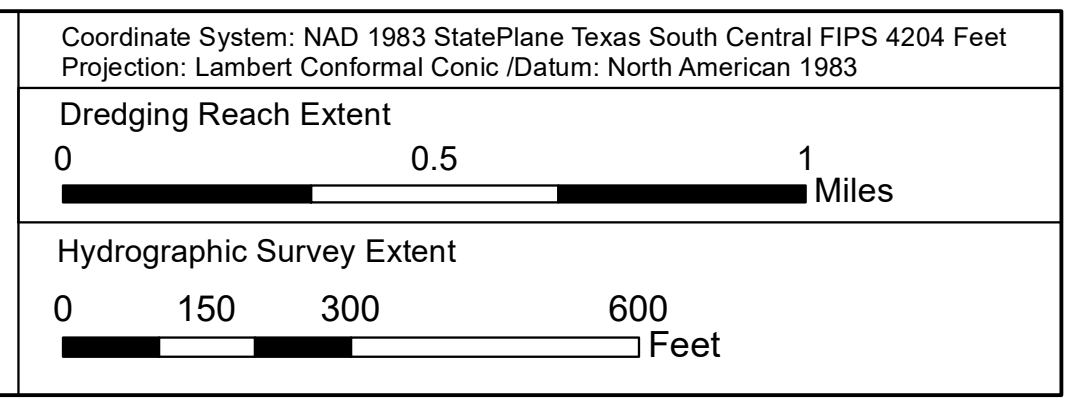 Coordinate System: NAD 1983 StatePlane Texas South Central FIPS 4204 Feet
Projection: Lambert Conformal Conic /Datum: North American 1983
Dredging Reach Extent
0 0.5 1
Miles
Hydrographic Survey Extent
0 150 300 600
Feet